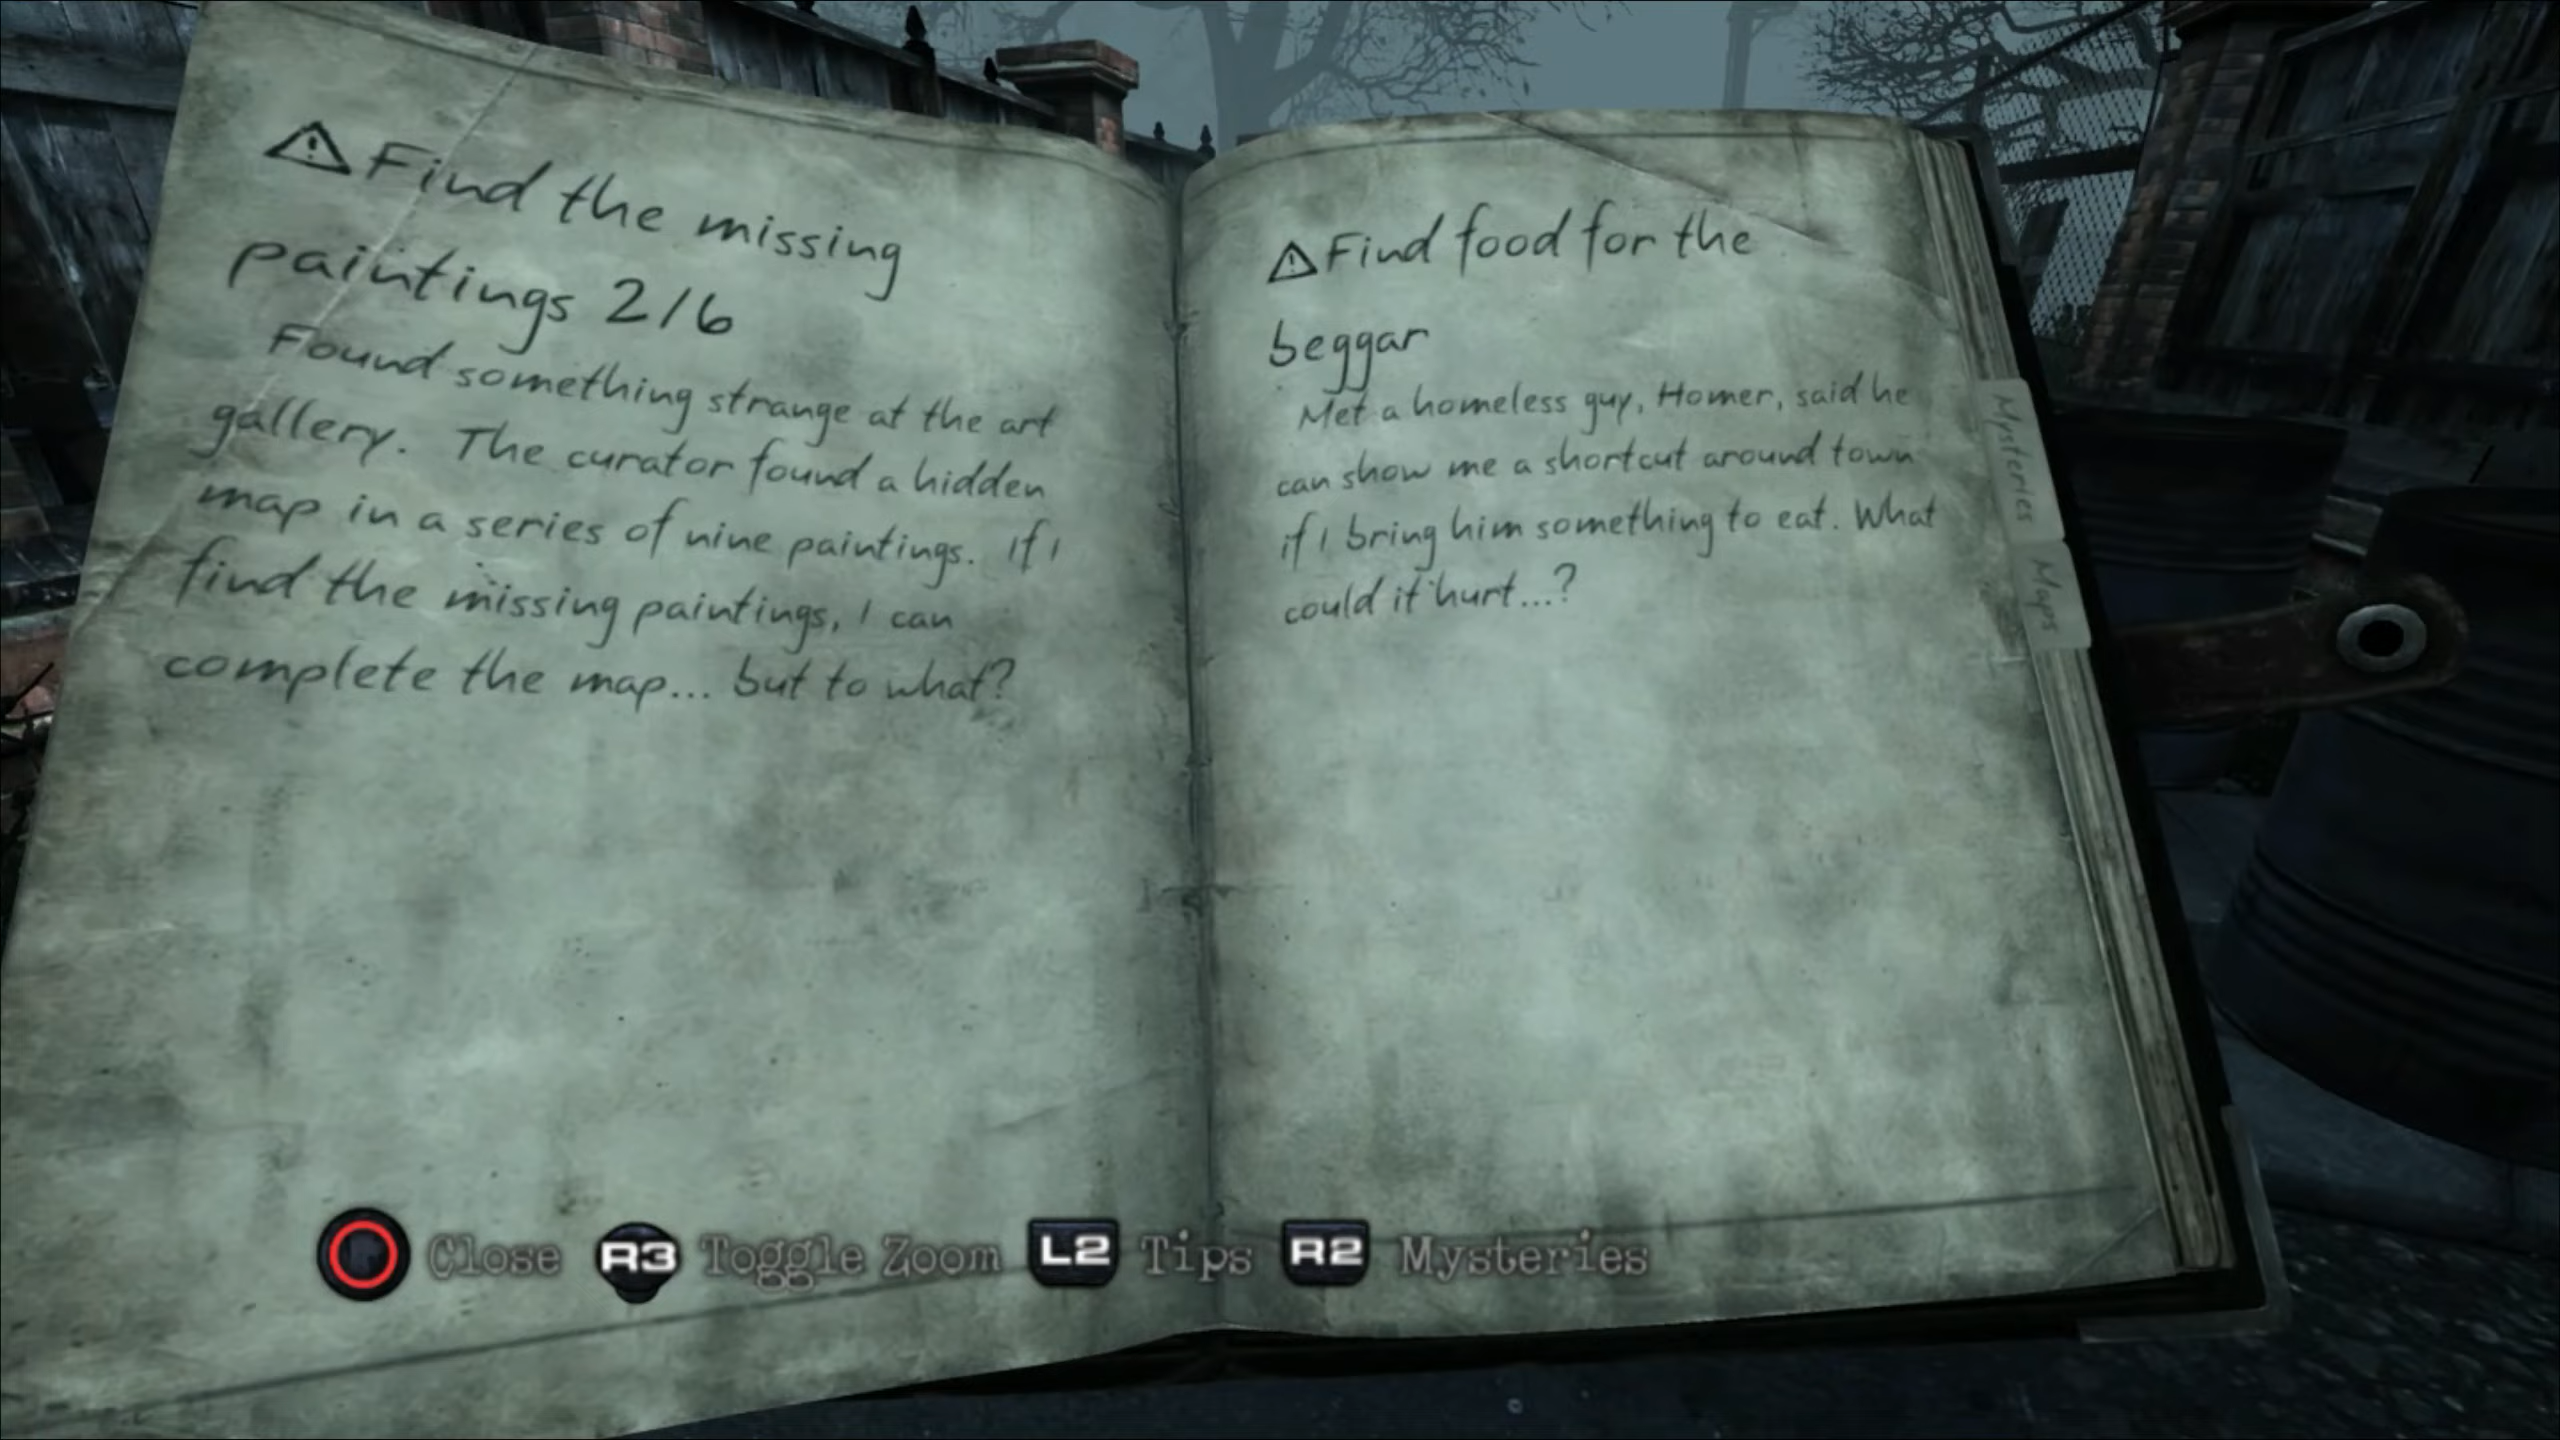 Find the missing
paintings 2/6
Found something strange at the art
gallery. The curator found a hidden
map in a series of nine paintings. If I
find the missing paintings, I can
complete the map... but to what?
Find food for the
beggar
Met a homeless guy, Homer, said he
can show me a shortcut around town
if I bring him something to eat. What
could it hurt...?
Mysteries
Maps
Close R3 Toggle Zoom L2 Tips R2 Mysteries